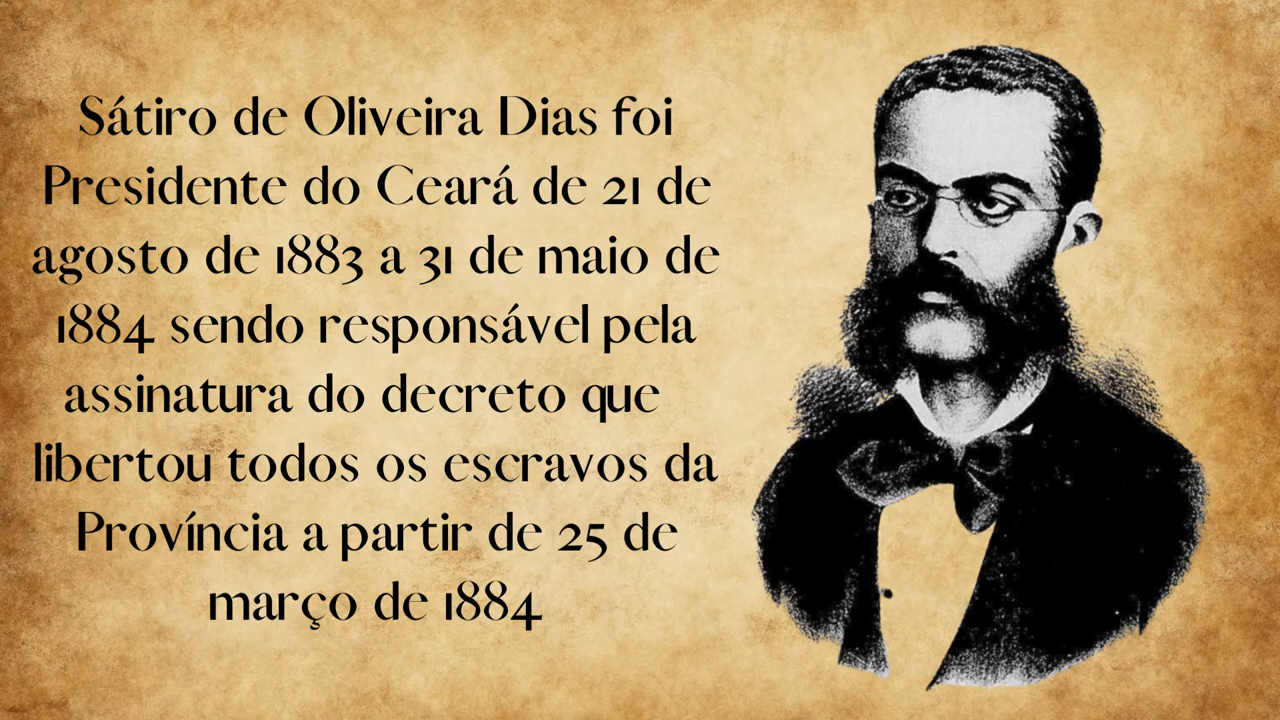 Sátiro de Oliveira Dias foi
Presidente do Ceará de 21 de
agosto de 1883 a 31 de maio de
1884 sendo responsável pela
assinatura do decreto que
libertou todos os escravos da
Província a partir de 25 de
março de 1884